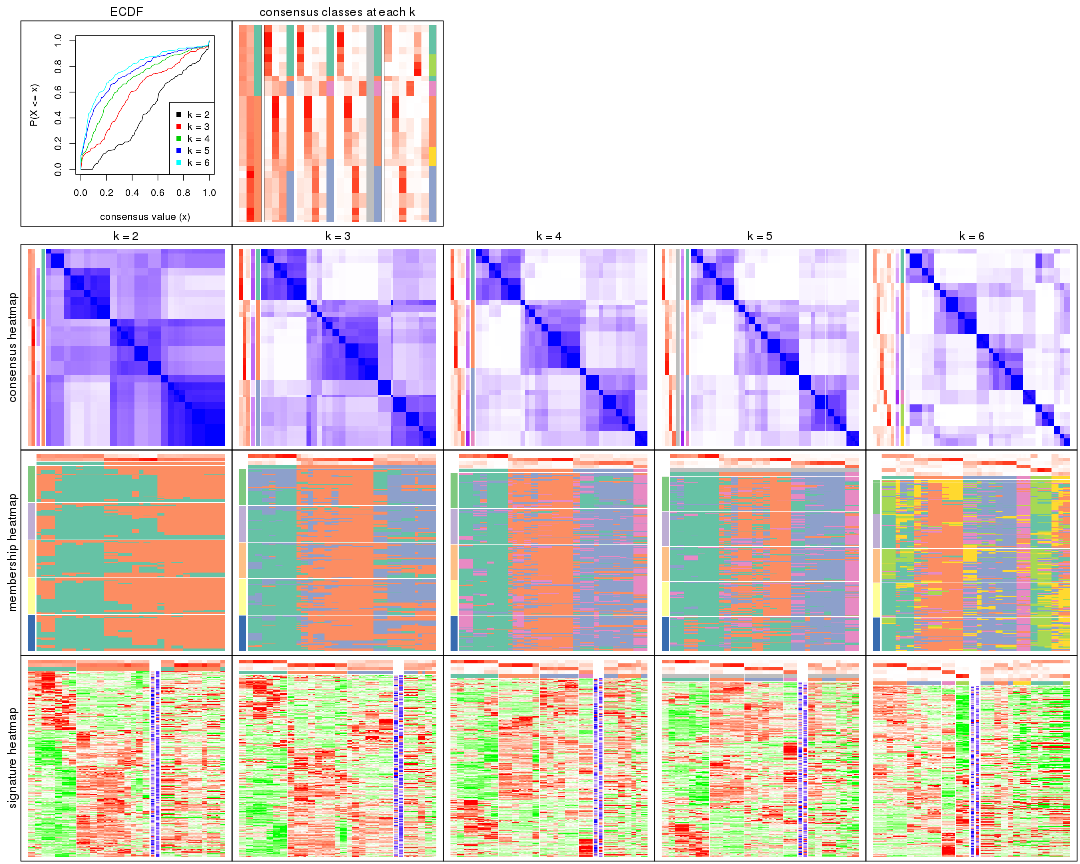 ECDF
consensus classes at each k
P(X <= x)
0.0 0.2 0.4 0.6 0.8 1.0
k = 2
k = 3
k = 4
k = 5
k = 6
0.0 0.2 0.4 0.6 0.8 1.0
consensus value (x)
k = 2 k = 3 k = 4 k = 5 k = 6
consensus heatmap
membership heatmap
signature heatmap